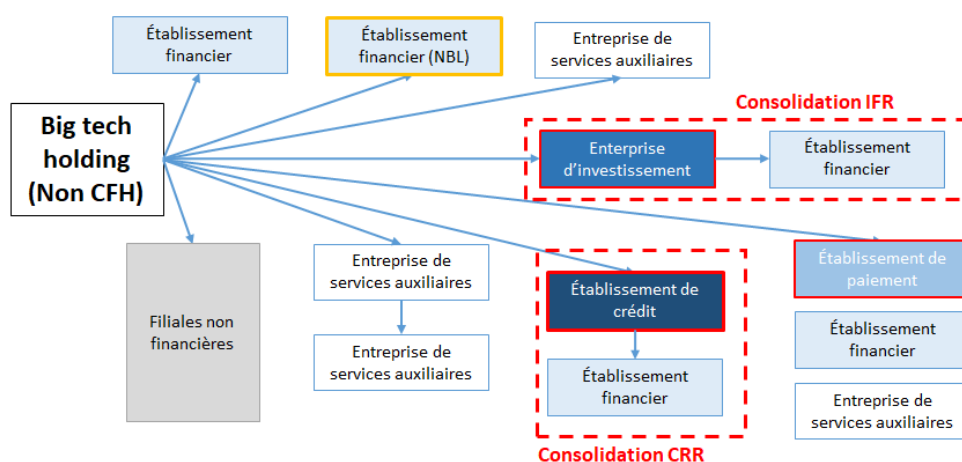 Établissement
financier
Établissement
financier (NBL)
Entreprise de
services auxiliaires
Consolidation IFR
Big tech
holding
(Non CFH)
Enterprise
d'investissement
Établissement
financier
Filiales non
financières
Entreprise de
services auxiliaires
Entreprise de
services auxiliaires
Établissement de
crédit
Établissement
financier
Consolidation CRR
Établissement de
paiement
Établissement
financier
Entreprise de
services auxiliaires